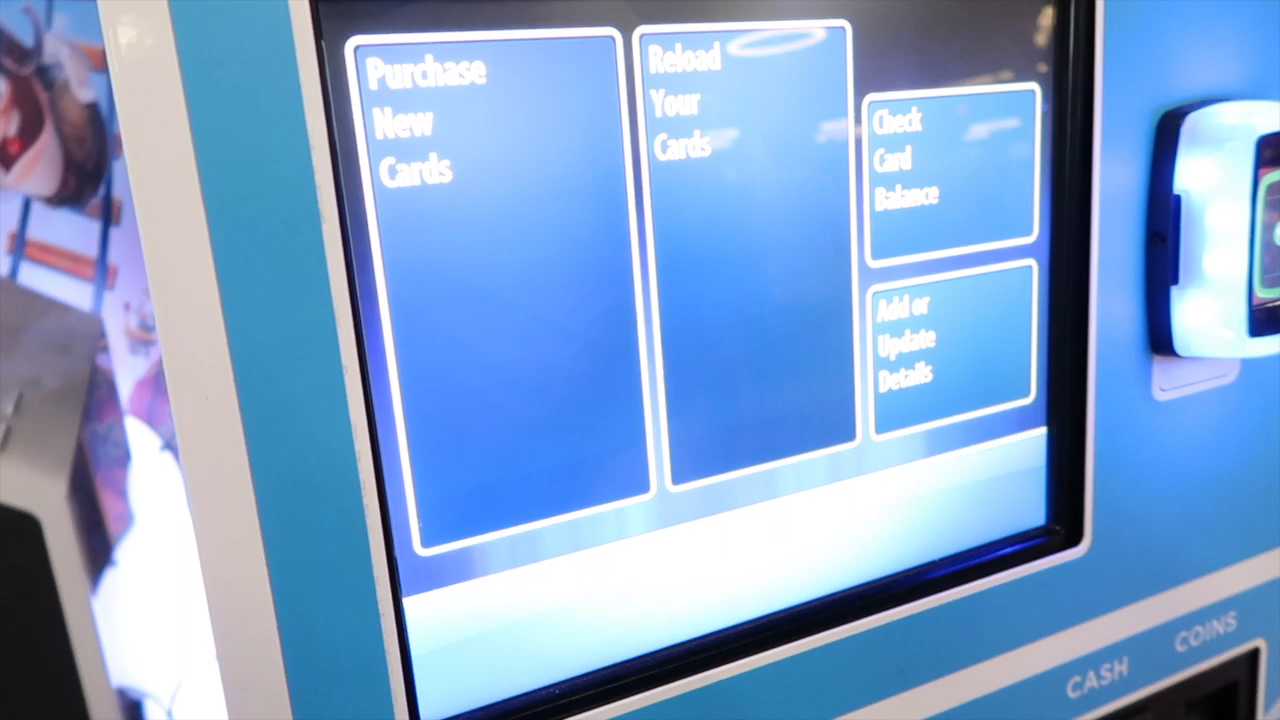 Purchase
New
Cards
Reload
Your
Cards
Check
Card
Balance
Add or
Update
Details
CASH
COINS